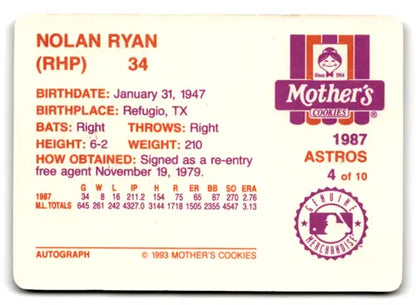 NOLAN RYAN
(RHP) 34
BIRTHDATE: January 31, 1947
BIRTHPLACE: Refugio, TX
BATS: Right THROWS: Right
HEIGHT: 6-2 WEIGHT: 210
HOW OBTAINED: Signed as a re-entry
free agent November 19, 1979.
G W L IP H R ER BB SO ERA
1987 34 8 16 211.2 154 75 65 87 270 2.76
M.L.TOTALS 645 261 242 4327.0 3144 1718 1505 2355 4547 3.13
AUTOGRAPH © 1993 MOTHER'S COOKIES
Since 1914
Mother's
COOKIES
®
1987
ASTROS
4 of 10
GENUINE
MERCHANDISE